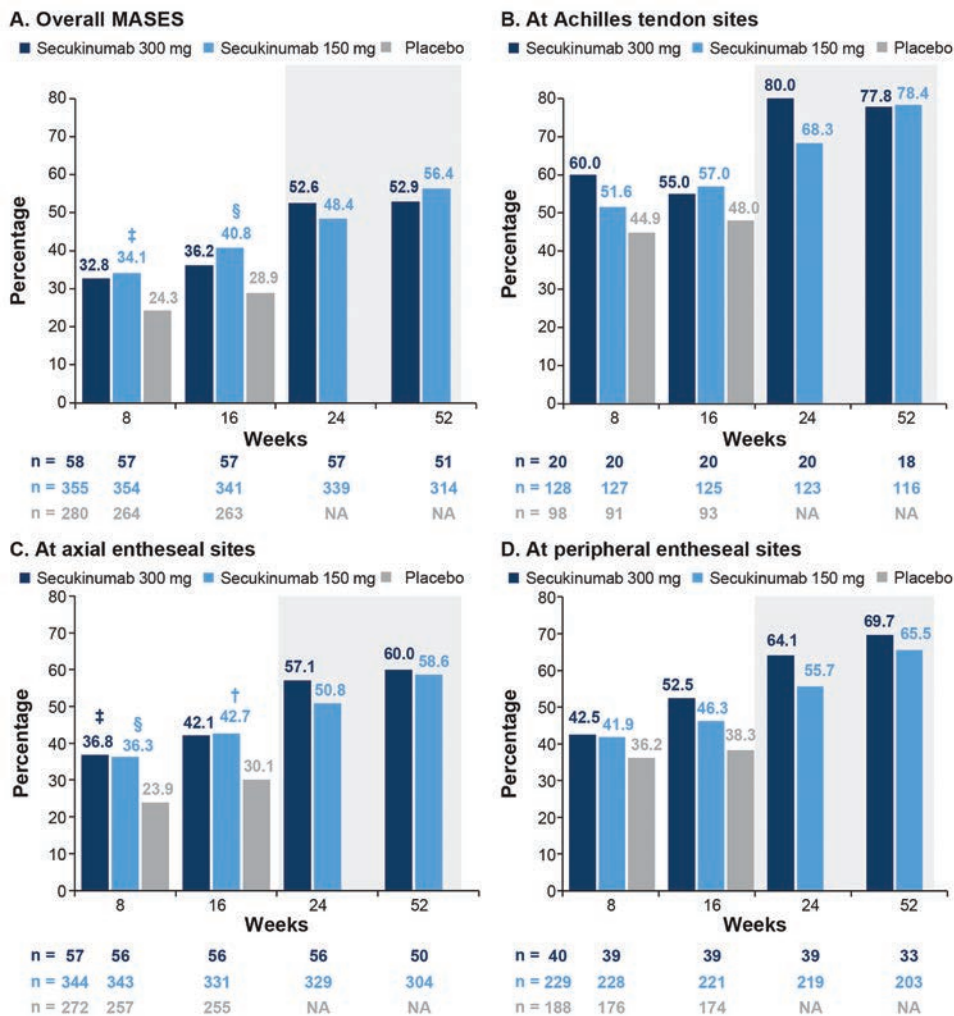 A. Overall MASES
Secukinumab 300 mg Secukinumab 150 mg Placebo
Percentage
80
70
60
50
40
30
20
10
0
32.8
‡
34.1
24.3
36.2
§
40.8
28.9
52.6
48.4
52.9
56.4
8 16 24 52
Weeks
n = 58 57 57 57 51
n = 355 354 341 339 314
n = 280 264 263 NA NA
B. At Achilles tendon sites
Secukinumab 300 mg Secukinumab 150 mg Placebo
Percentage
80
70
60
50
40
30
20
10
0
60.0
51.6
44.9
55.0
57.0
48.0
80.0
68.3
77.8
78.4
8 16 24 52
Weeks
n = 20 20 20 20 18
n = 128 127 125 123 116
n = 98 91 93 NA NA
C. At axial entheseal sites
Secukinumab 300 mg Secukinumab 150 mg Placebo
Percentage
80
70
60
50
40
30
20
10
0
‡
36.8
§
36.3
23.9
42.1
†
42.7
30.1
57.1
50.8
60.0
58.6
8 16 24 52
Weeks
n = 57 56 56 56 50
n = 344 343 331 329 304
n = 272 257 255 NA NA
D. At peripheral entheseal sites
Secukinumab 300 mg Secukinumab 150 mg Placebo
Percentage
80
70
60
50
40
30
20
10
0
42.5
41.9
36.2
52.5
46.3
38.3
64.1
55.7
69.7
65.5
8 16 24 52
Weeks
n = 40 39 39 39 33
n = 229 228 221 219 203
n = 188 176 174 NA NA